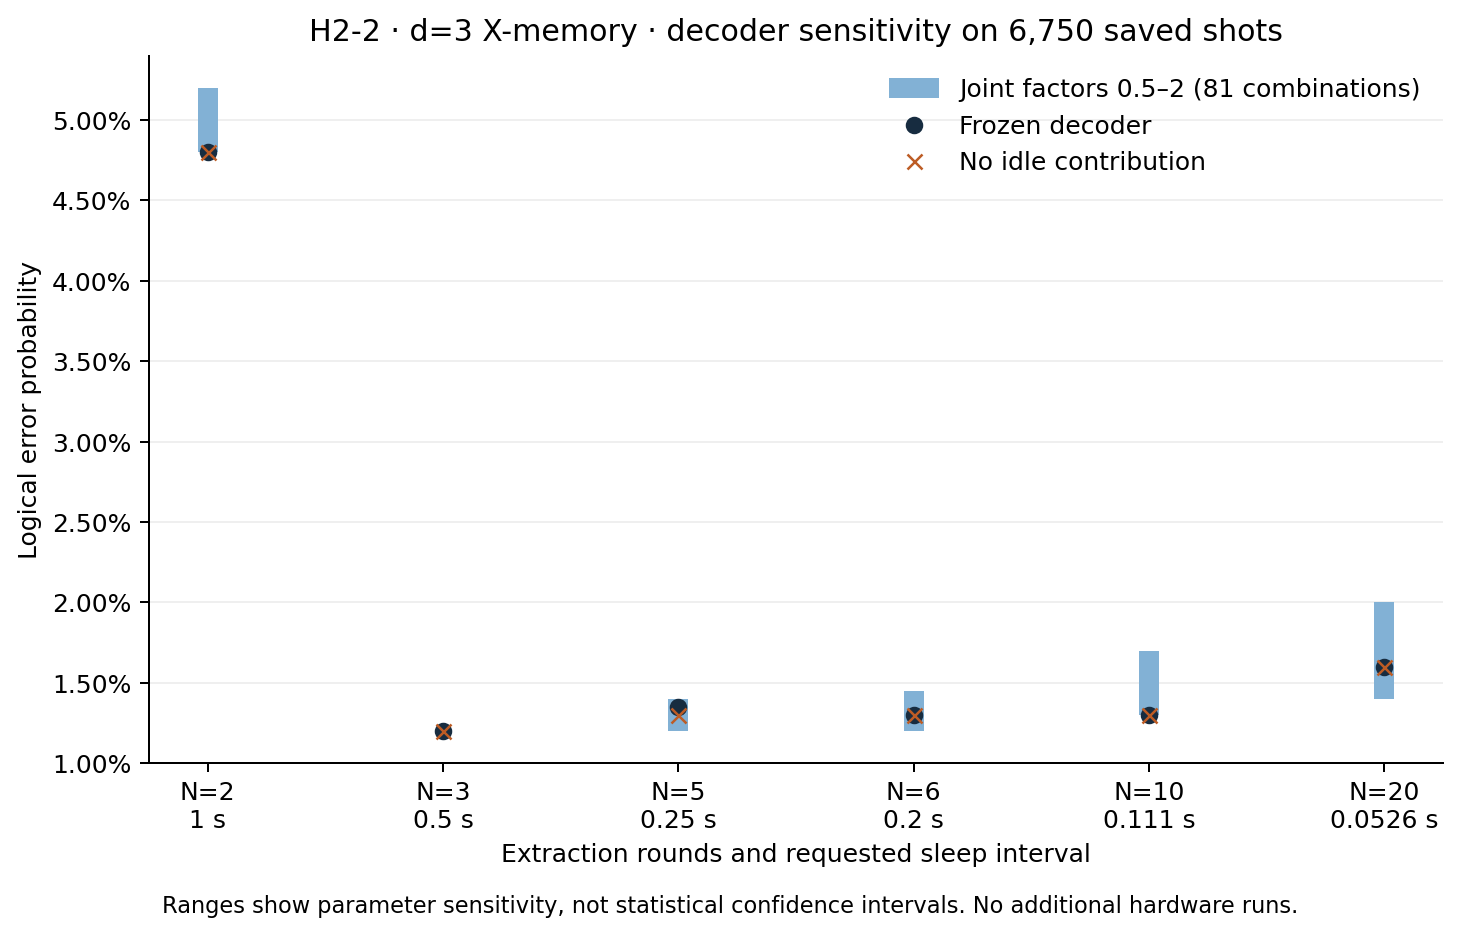 H2-2 · d=3 X-memory · decoder sensitivity on 6,750 saved shots
Joint factors 0.5–2 (81 combinations)
Frozen decoder
No idle contribution
Logical error probability
5.00%
4.50%
4.00%
3.50%
3.00%
2.50%
2.00%
1.50%
1.00%
N=2 N=3 N=5 N=6 N=10 N=20
1 s 0.5 s 0.25 s 0.2 s 0.111 s 0.0526 s
Extraction rounds and requested sleep interval
Ranges show parameter sensitivity, not statistical confidence intervals. No additional hardware runs.